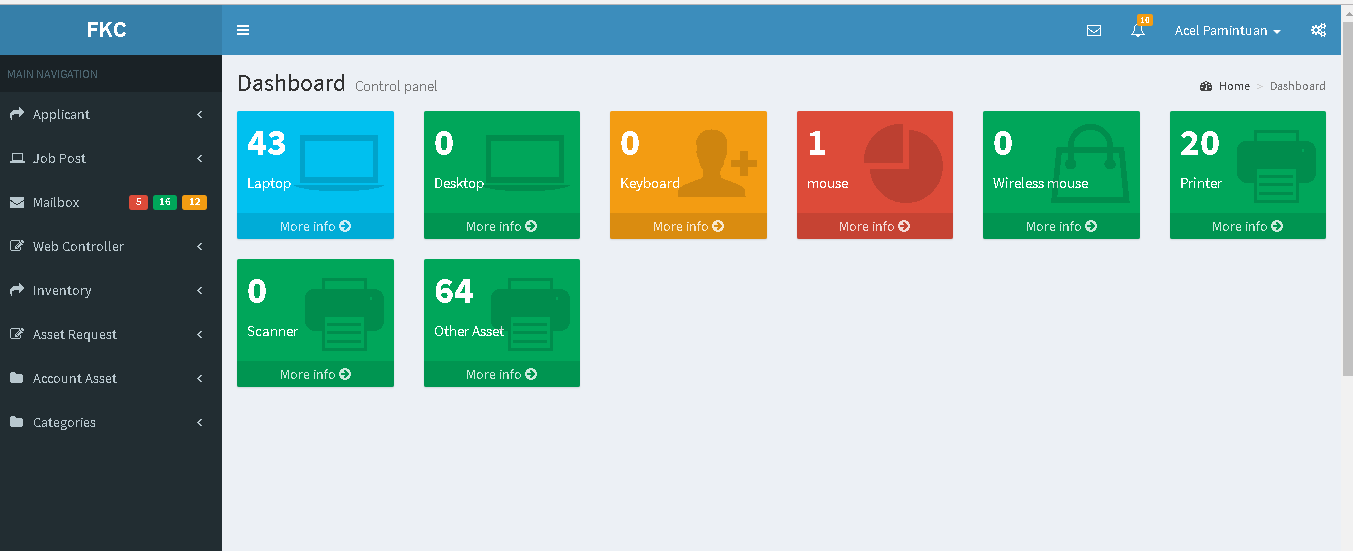 FKC
10
Acel Pamintuan
MAIN NAVIGATION
Applicant
Job Post
Mailbox 5 16 12
Web Controller
Inventory
Asset Request
Account Asset
Categories
Dashboard Control panel
Home > Dashboard
43
Laptop
More info
0
Desktop
More info
0
Keyboard
More info
1
mouse
More info
0
Wireless mouse
More info
20
Printer
More info
0
Scanner
More info
64
Other Asset
More info